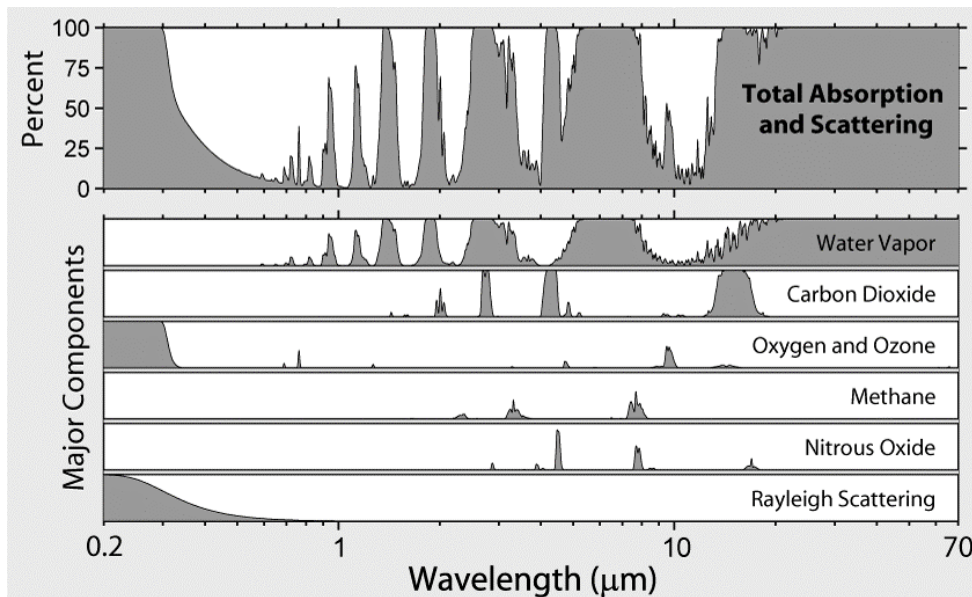 100
75
50
25
0
Percent
Total Absorption
and Scattering
Major Components
Water Vapor
Carbon Dioxide
Oxygen and Ozone
Methane
Nitrous Oxide
Rayleigh Scattering
0.2 1 10 70
Wavelength (μm)